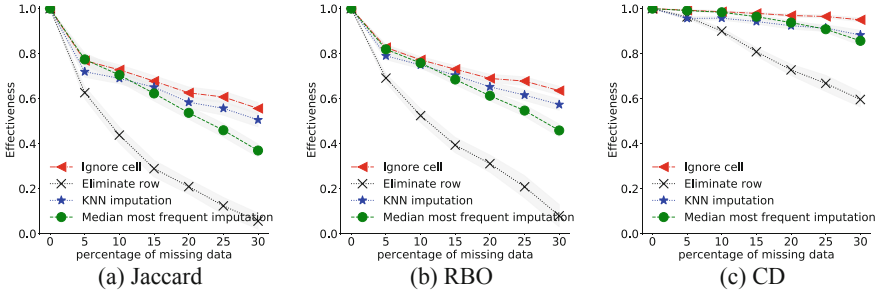 1.0
0.8
0.6
0.4
0.2
0.0
Effectiveness
Ignore cell
Eliminate row
KNN imputation
Median most frequent imputation
0 5 10 15 20 25 30
percentage of missing data
(a) Jaccard
1.0
0.8
0.6
0.4
0.2
0.0
Effectiveness
Ignore cell
Eliminate row
KNN imputation
Median most frequent imputation
0 5 10 15 20 25 30
percentage of missing data
(b) RBO
1.0
0.8
0.6
0.4
0.2
0.0
Effectiveness
Ignore cell
Eliminate row
KNN imputation
Median most frequent imputation
0 5 10 15 20 25 30
percentage of missing data
(c) CD